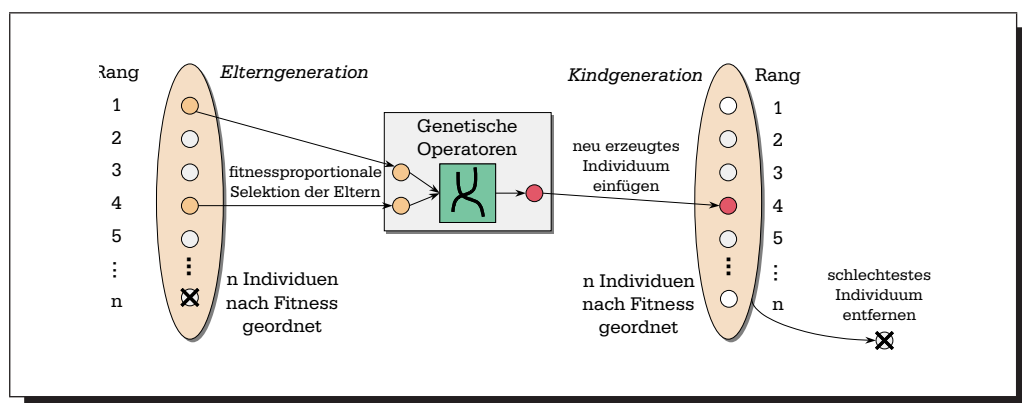 Rang
Elterngeneration
1
2
3
4
5
⋮
n
fitnessproportionale
Selektion der Eltern
n Individuen
nach Fitness
geordnet
Genetische
Operatoren
neu erzeugtes
Individuum
einfügen
Kindgeneration
Rang
1
2
3
4
5
⋮
n
n Individuen
nach Fitness
geordnet
schlechtestes
Individuum
entfernen